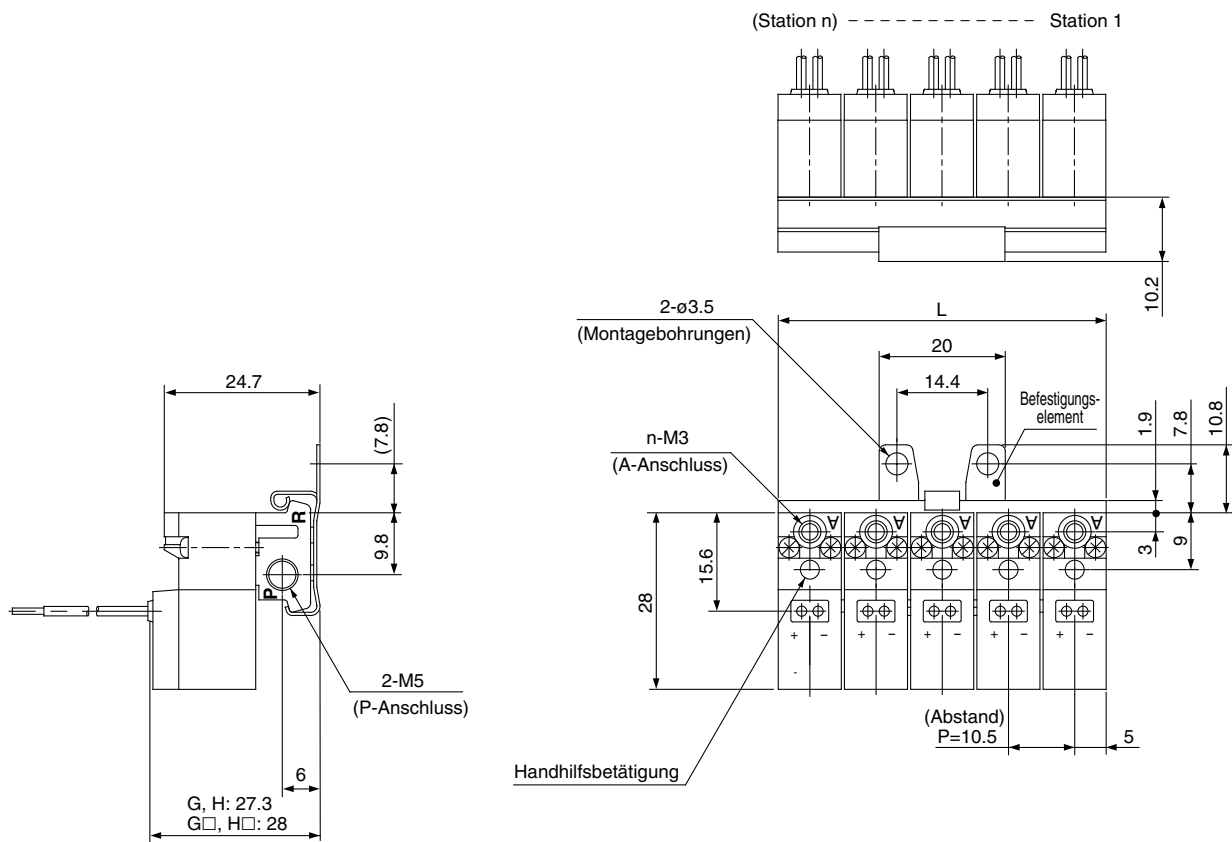 (Station n) Station 1
10.2
2-ø3.5
(Montagebohrungen)
L
20
14.4
Befestigungs-
element
1.9
7.8
10.8
n-M3
(A-Anschluss)
A A A A A
3
9
15.6
28
+ − + − + − + − + −
-
(Abstand)
P=10.5
5
Handhilfsbetätigung
24.7
(7.8)
9.8
R
P
2-M5
(P-Anschluss)
6
G, H: 27.3
G□, H□: 28